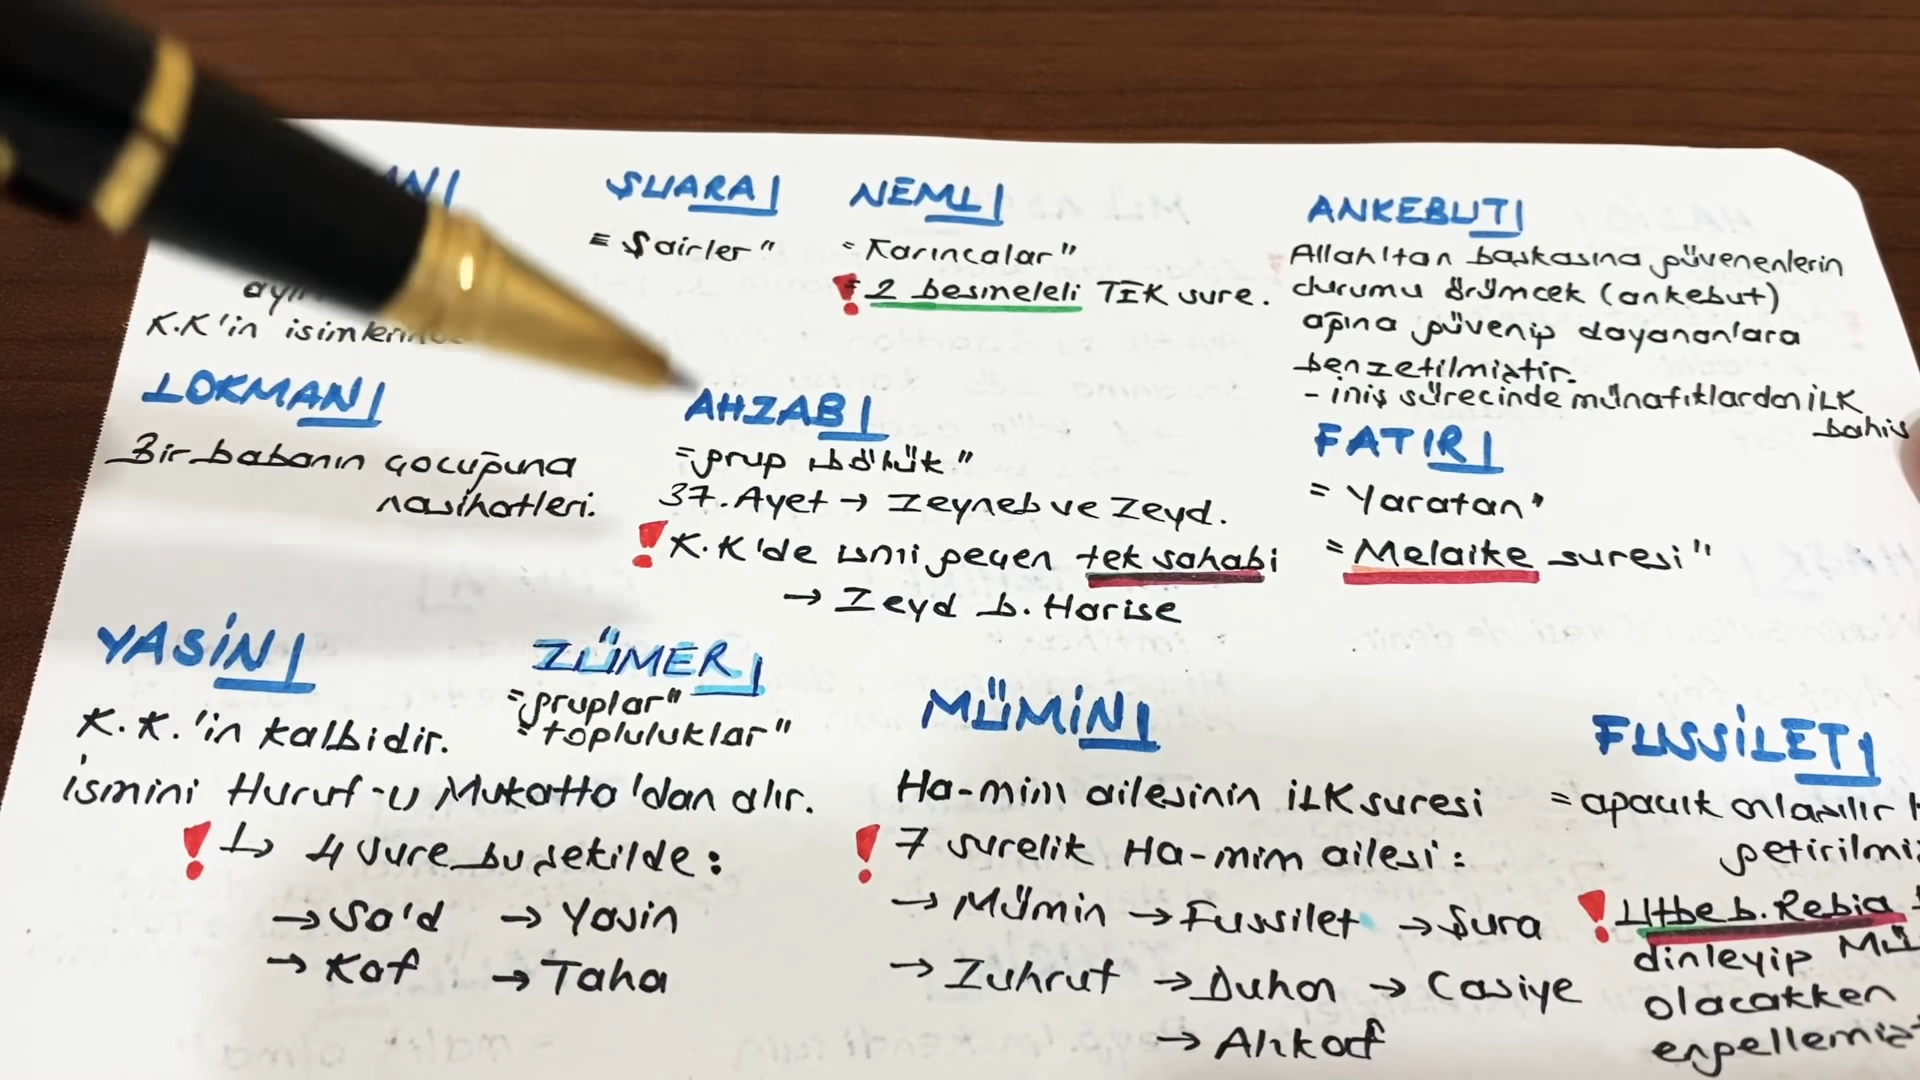 ŞUARA
"Şairler"
NEML
"Karıncalar"
! 2 besmeleli TEK sure.
ANKEBUT
Allah'tan başkasına güvenenlerin
durumu örümcek (ankebut)
ağına güvenip dayananlara
benzetilmiştir.
- iniş sürecinde münafıklardan İLK
bahis
K.K'in
LOKMAN
Bir babanın çocuğuna
nasihatleri.
AHZAB
= grup, bölük"
37. Ayet → Zeyneb ve Zeyd.
! K.K'de ismi geçen tek sahabi
→ Zeyd b. Harise
FATIR
= Yaratan"
= Melaike suresi"
YASİN
K.K.'in kalbidir.
İsmini Huruf-u Mukatta'dan alır.
! ↳ 4 sure bu şekilde:
→ Sa'd → Yasin
→ Kaf → Taha
ZÜMER
= gruplar"
= topluluklar"
MÜMİN
Ha-mim ailesinin İLK suresi
! 7 surelik Ha-mim ailesi:
→ Mümin → Fussilet → Şura
→ Zuhruf → Duhan → Casiye
→ Ahkaf
FUSSİLET
= apaçık anlaşılır
! Utbe b. Rebia
dinleyip
olacakken